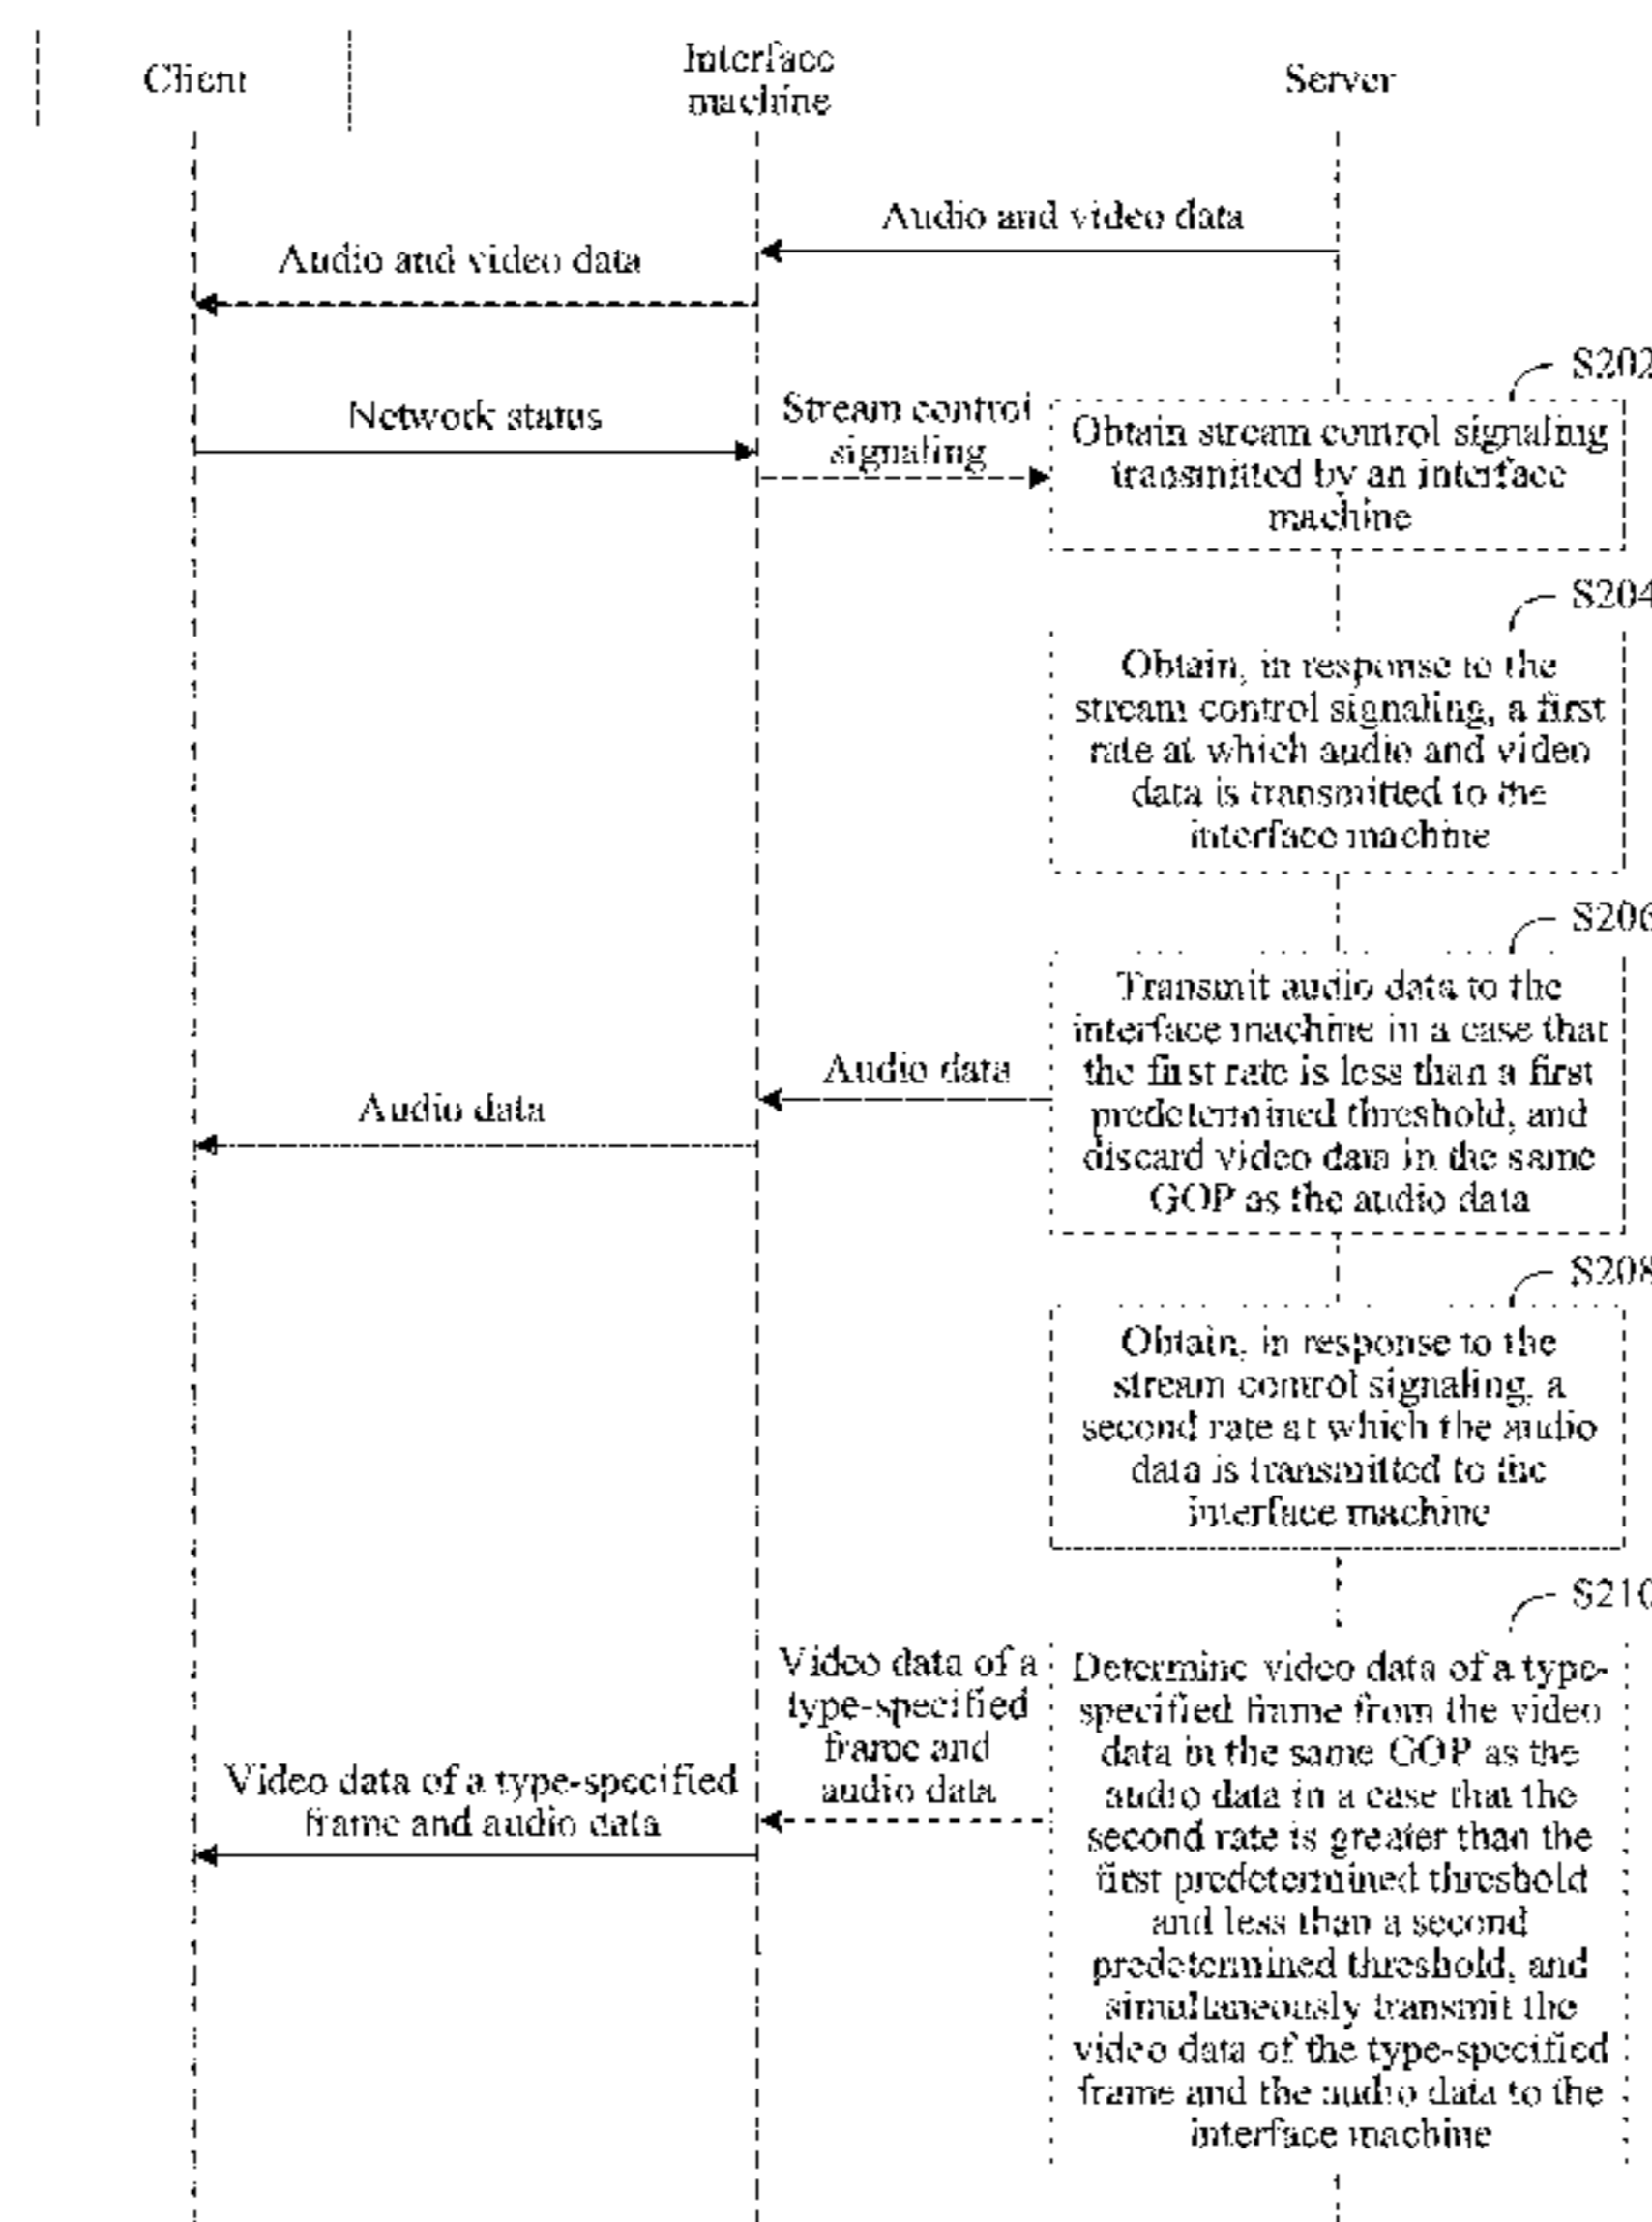 Client
Interface
machine
Server
Audio and video data
Audio and video data
Network status
Stream control
signaling
S202
Obtain stream control signaling
transmitted by an interface
machine
S204
Obtain, in response to the
stream control signaling, a first
rate at which audio and video
data is transmitted to the
interface machine
S206
Transmit audio data to the
interface machine in a case that
the first rate is less than a first
predetermined threshold, and
discard video data in the same
GOP as the audio data
Audio data
Audio data
S208
Obtain, in response to the
stream control signaling, a
second rate at which the audio
data is transmitted to the
interface machine
S210
Determine video data of a type-
specified frame from the video
data in the same GOP as the
audio data in a case that the
second rate is greater than the
first predetermined threshold
and less than a second
predetermined threshold, and
simultaneously transmit the
video data of the type-specified
frame and the audio data to the
interface machine
Video data of a
type-specified
frame and
audio data
Video data of a type-specified
frame and audio data